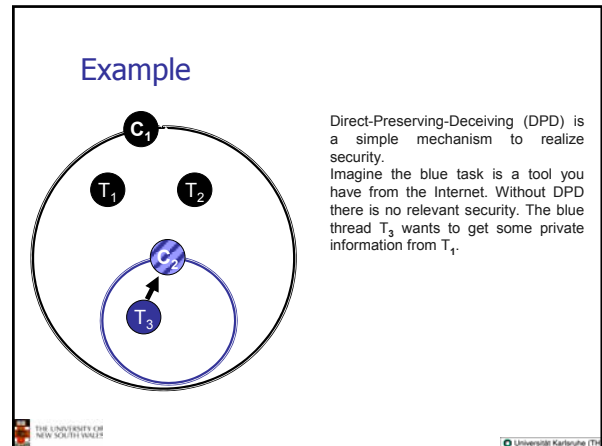 Example
C₁
T₁ T₂
C₂
T₃
Direct-Preserving-Deceiving (DPD) is
a simple mechanism to realize
security.
Imagine the blue task is a tool you
have from the Internet. Without DPD
there is no relevant security. The blue
thread T₃ wants to get some private
information from T₁.
THE UNIVERSITY OF
NEW SOUTH WALES
Universität Karlsruhe (TH